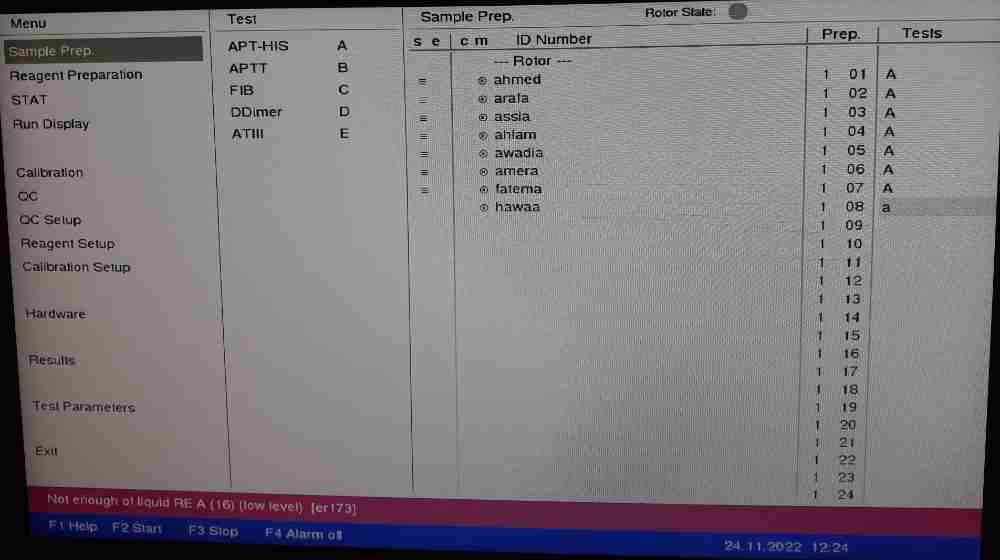 Menu Test Sample Prep. Rotor State:
s e c m ID Number Prep. Tests
Sample Prep.
Reagent Preparation
STAT
Run Display
Calibration
QC
QC Setup
Reagent Setup
Calibration Setup
Hardware
Results
Test Parameters
Exit
APT-HIS A
APTT B
FIB C
DDimer D
ATIII E
--- Rotor ---
≡ ahmed 1 01 A
≡ arafa 1 02 A
≡ assia 1 03 A
≡ ahlam 1 04 A
≡ awadia 1 05 A
≡ amera 1 06 A
≡ fatema 1 07 A
hawaa 1 08 a
1 09
1 10
1 11
1 12
1 13
1 14
1 15
1 16
1 17
1 18
1 19
1 20
1 21
1 22
1 23
1 24
Not enough of liquid RE A (16) (low level) [er173]
F1 Help F2 Start F3 Stop F4 Alarm off
24.11.2022 12:24